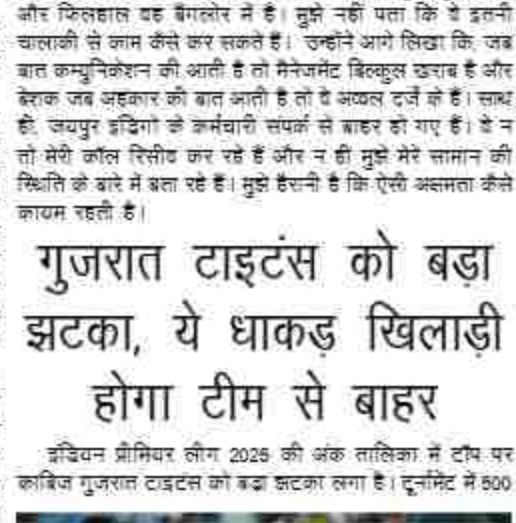 और फिलहाल वह बैंगलोर में है। मुझे नहीं पता कि ये इतनी
चालाकी से काम कैसे कर सकते हैं। उन्होंने आगे लिखा कि, जब
बात कम्युनिकेशन की आती है तो मैनेजमेंट बिल्कुल खराब है और
बेशक जब अहंकार की बात आती है तो ये अव्वल दर्जे के हैं। साथ
ही, जयपुर इंडिगो के कर्मचारी संपर्क से बाहर हो गए हैं। वे न
तो मेरी कॉल रिसीव कर रहे हैं और न ही मुझे मेरे सामान की
स्थिति के बारे में बता रहे हैं। मुझे हैरानी है कि ऐसी अक्षमता कैसे
कायम रहती है।
गुजरात टाइटंस को बड़ा
झटका, ये धाकड़ खिलाड़ी
होगा टीम से बाहर
इंडियन प्रीमियर लीग 2025 की अंक तालिका में टॉप पर
काबिज गुजरात टाइटंस को बड़ा झटका लगा है। टूर्नामेंट में 500